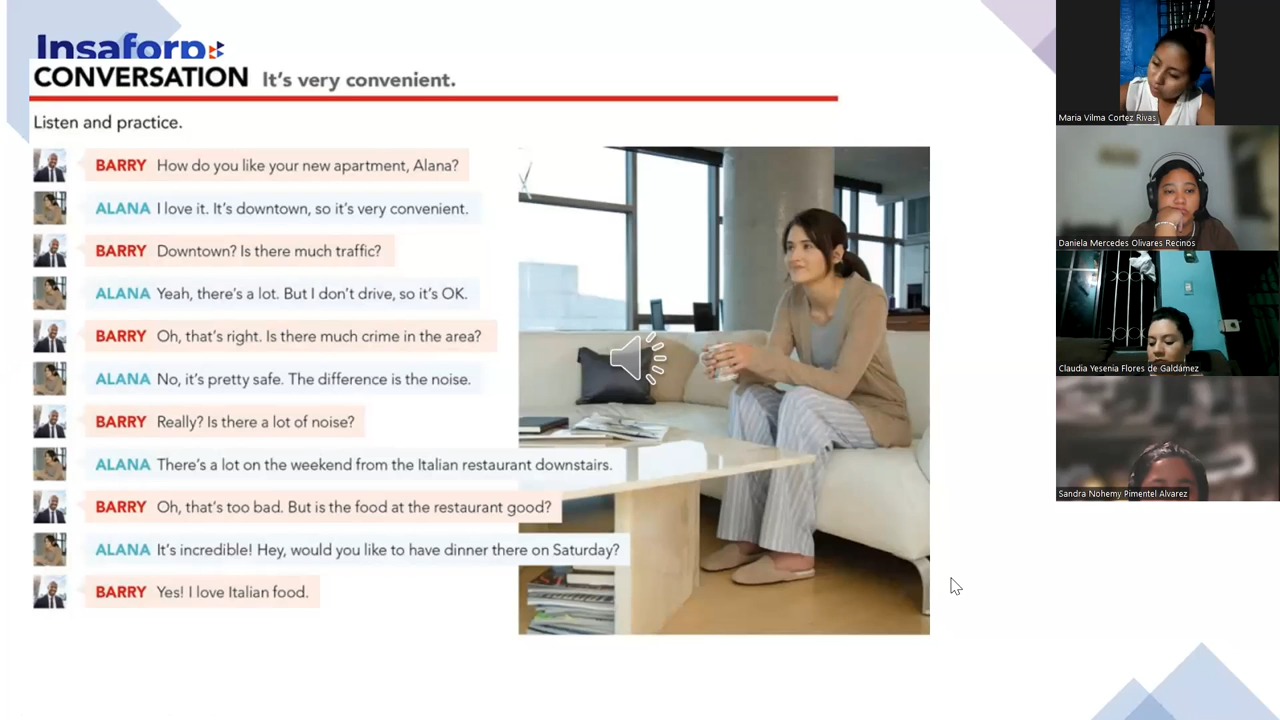 Insaforp
CONVERSATION It's very convenient.
Listen and practice.
BARRY How do you like your new apartment, Alana?
ALANA I love it. It's downtown, so it's very convenient.
BARRY Downtown? Is there much traffic?
ALANA Yeah, there's a lot. But I don't drive, so it's OK.
BARRY Oh, that's right. Is there much crime in the area?
ALANA No, it's pretty safe. The difference is the noise.
BARRY Really? Is there a lot of noise?
ALANA There's a lot on the weekend from the Italian restaurant downstairs.
BARRY Oh, that's too bad. But is the food at the restaurant good?
ALANA It's incredible! Hey, would you like to have dinner there on Saturday?
BARRY Yes! I love Italian food.
Maria Vilma Cortez Rivas
Daniela Mercedes Olivares Recinos
Claudia Yesenia Flores de Galdámez
Sandra Nohemy Pimentel Alvarez